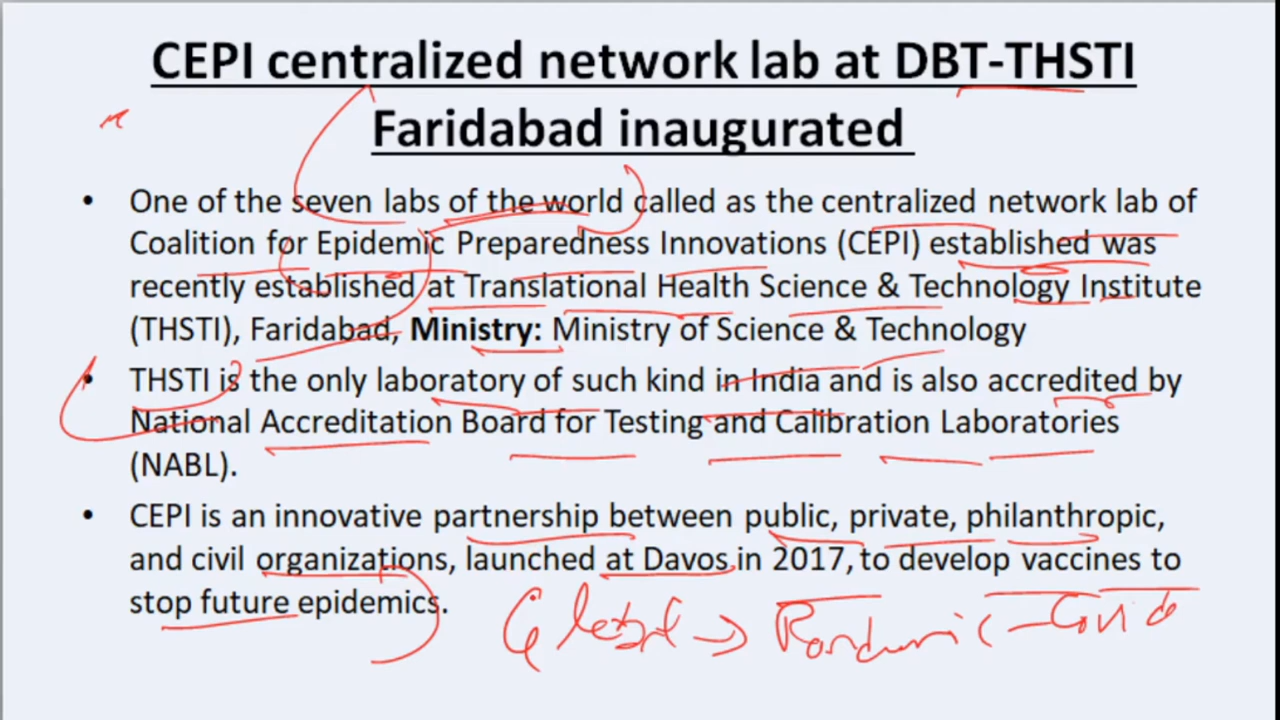 CEPI centralized network lab at DBT-THSTI
Faridabad inaugurated
• One of the seven labs of the world called as the centralized network lab of
Coalition for Epidemic Preparedness Innovations (CEPI) established was
recently established at Translational Health Science & Technology Institute
(THSTI), Faridabad, Ministry: Ministry of Science & Technology
• THSTI is the only laboratory of such kind in India and is also accredited by
National Accreditation Board for Testing and Calibration Laboratories
(NABL).
• CEPI is an innovative partnership between public, private, philanthropic,
and civil organizations, launched at Davos in 2017, to develop vaccines to
stop future epidemics.
→ Pandemic - Covid